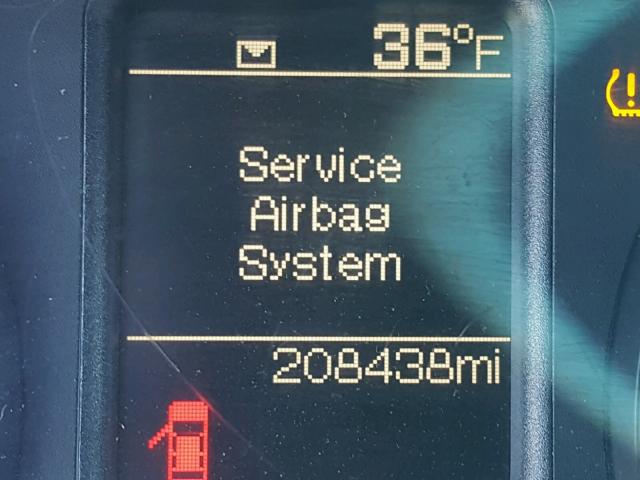 36°F
Service
Airbag
System
208438mi